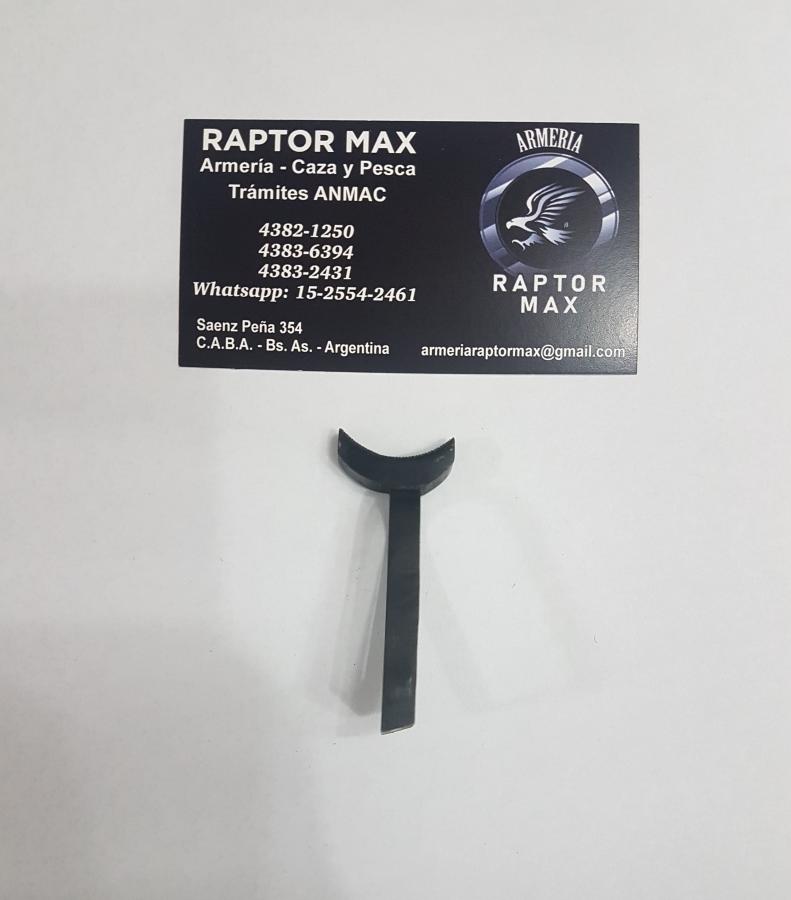 RAPTOR MAX
Armería - Caza y Pesca
Trámites ANMAC
4382-1250
4383-6394
4383-2431
Whatsapp: 15-2554-2461
Saenz Peña 354
C.A.B.A. - Bs. As. - Argentina
ARMERIA
RAPTOR
MAX
armeriaraptormax@gmail.com